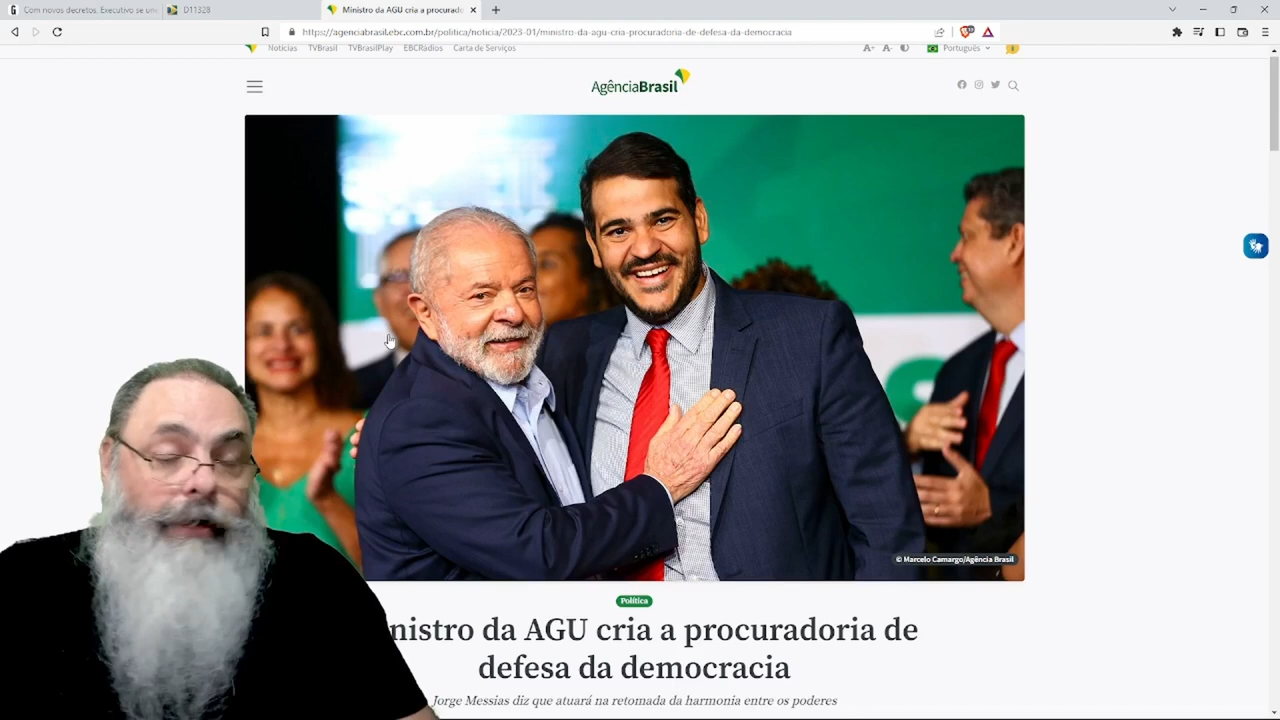 Com novos decretos, Executivo se une
D11328
Ministro da AGU cria a procurado
https://agenciabrasil.ebc.com.br/politica/noticia/2023-01/ministro-da-agu-cria-procuradoria-de-defesa-da-democracia
Notícias TVBrasil TVBrasilPlay EBCRádios Carta de Serviços
A+ A- Português
AgênciaBrasil
© Marcelo Camargo/Agência Brasil
Política
nistro da AGU cria a procuradoria de
defesa da democracia
Jorge Messias diz que atuará na retomada da harmonia entre os poderes